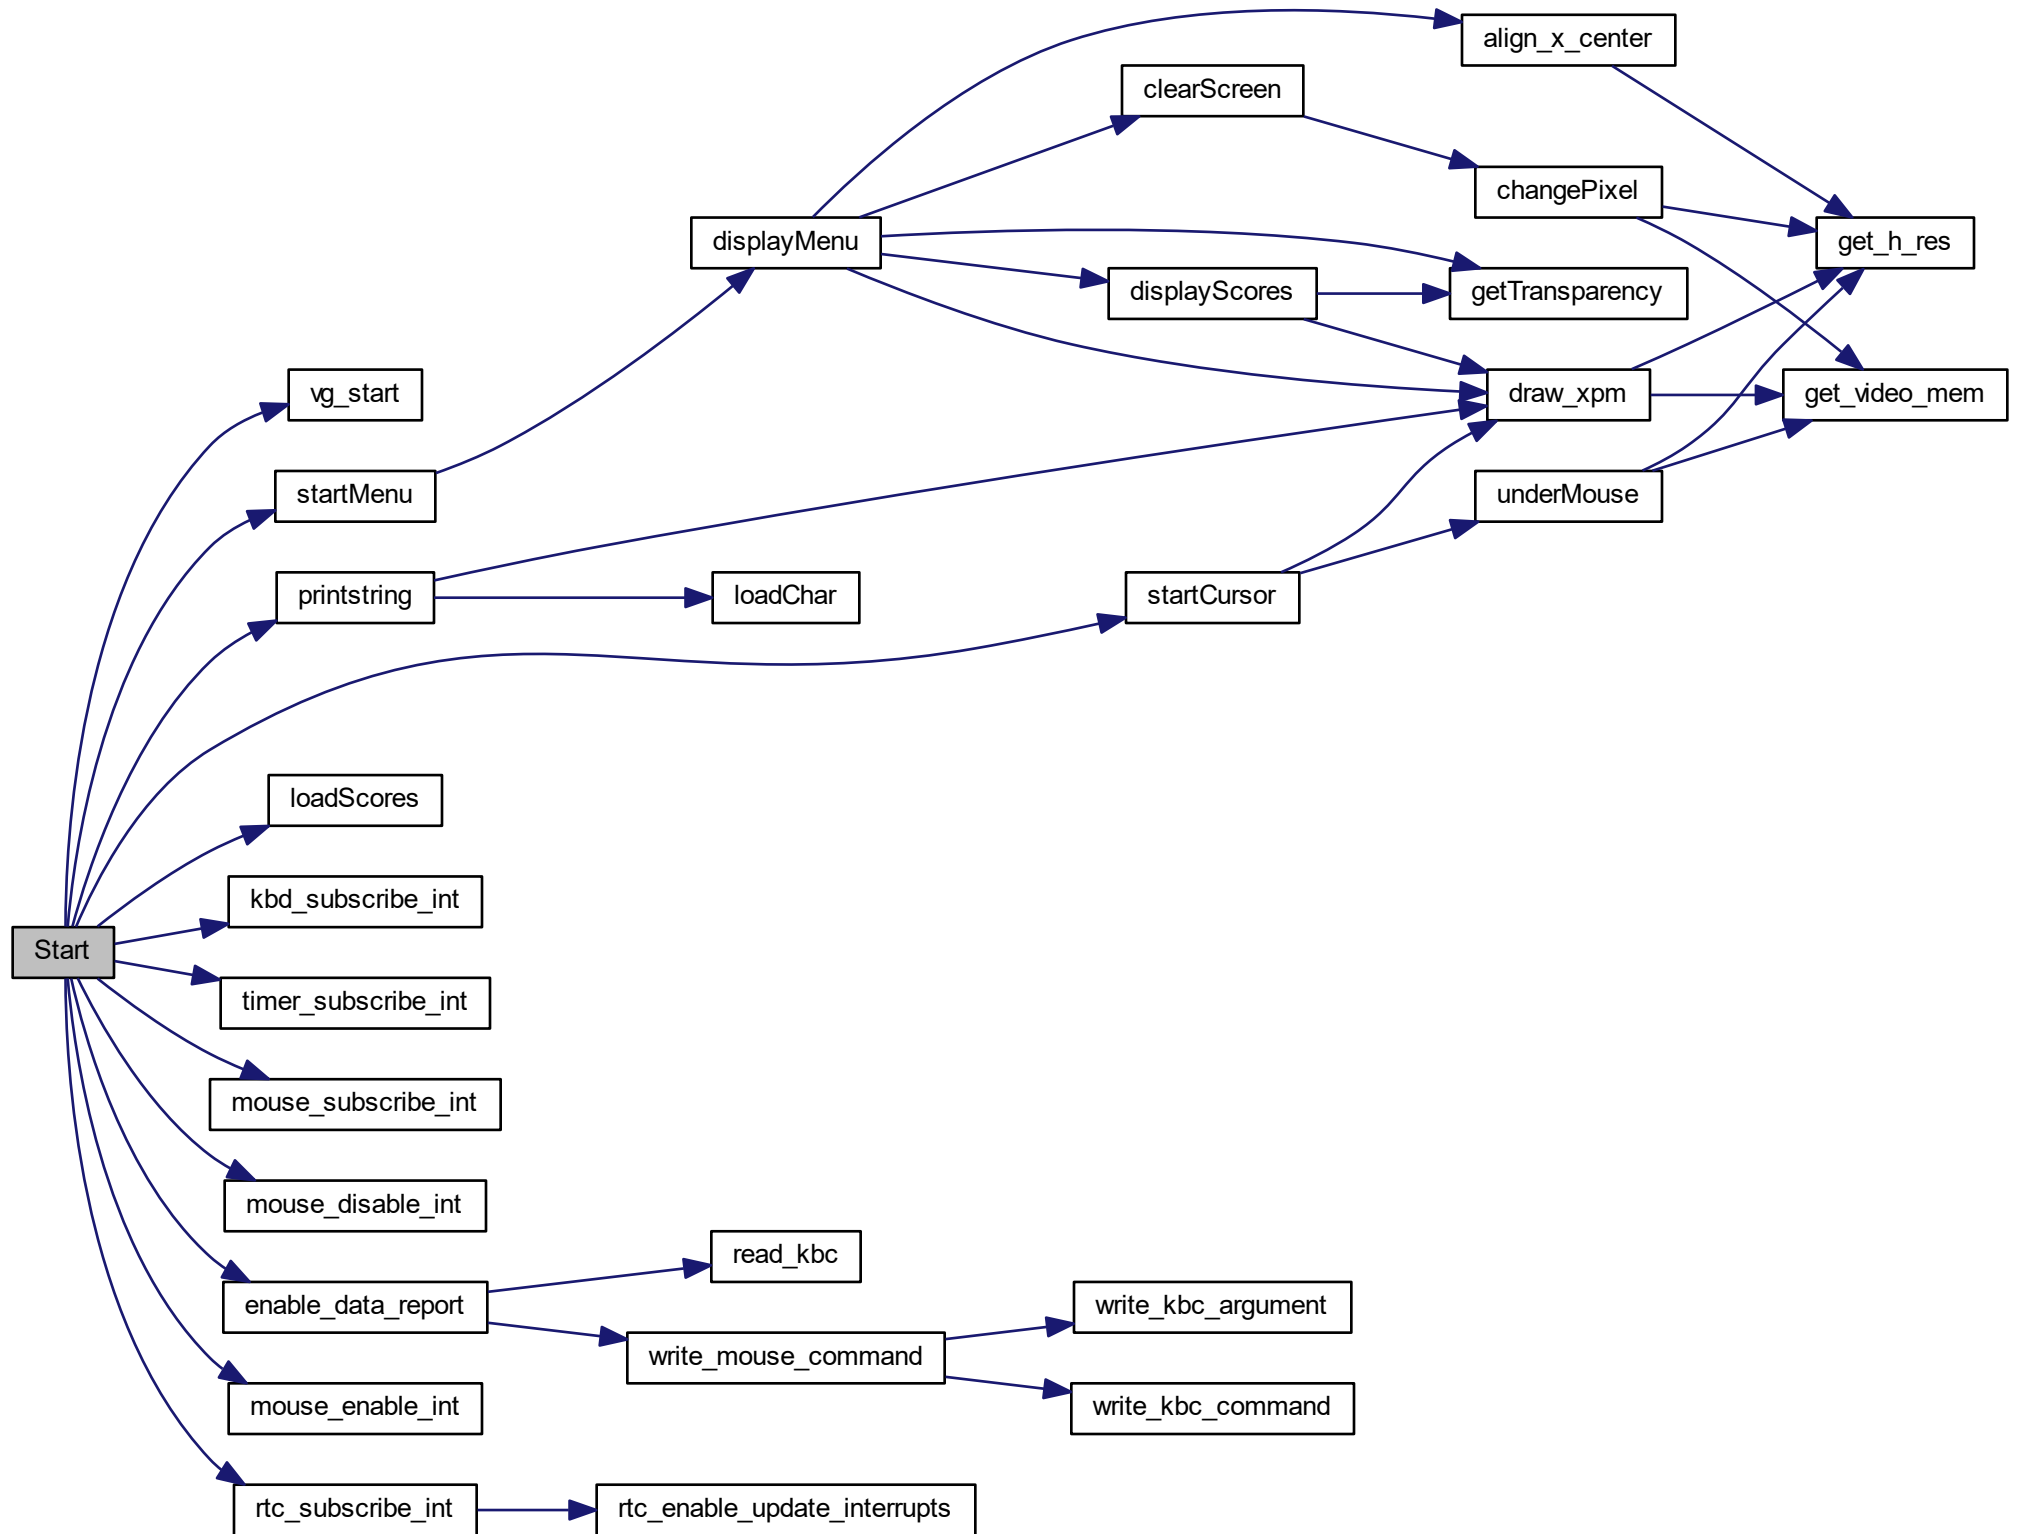 align_x_center
clearScreen
changePixel
displayMenu
get_h_res
displayScores
getTransparency
vg_start
draw_xpm
get_video_mem
startMenu
underMouse
printstring
loadChar
startCursor
loadScores
kbd_subscribe_int
Start
timer_subscribe_int
mouse_subscribe_int
mouse_disable_int
read_kbc
enable_data_report
write_kbc_argument
write_mouse_command
mouse_enable_int
write_kbc_command
rtc_subscribe_int
rtc_enable_update_interrupts